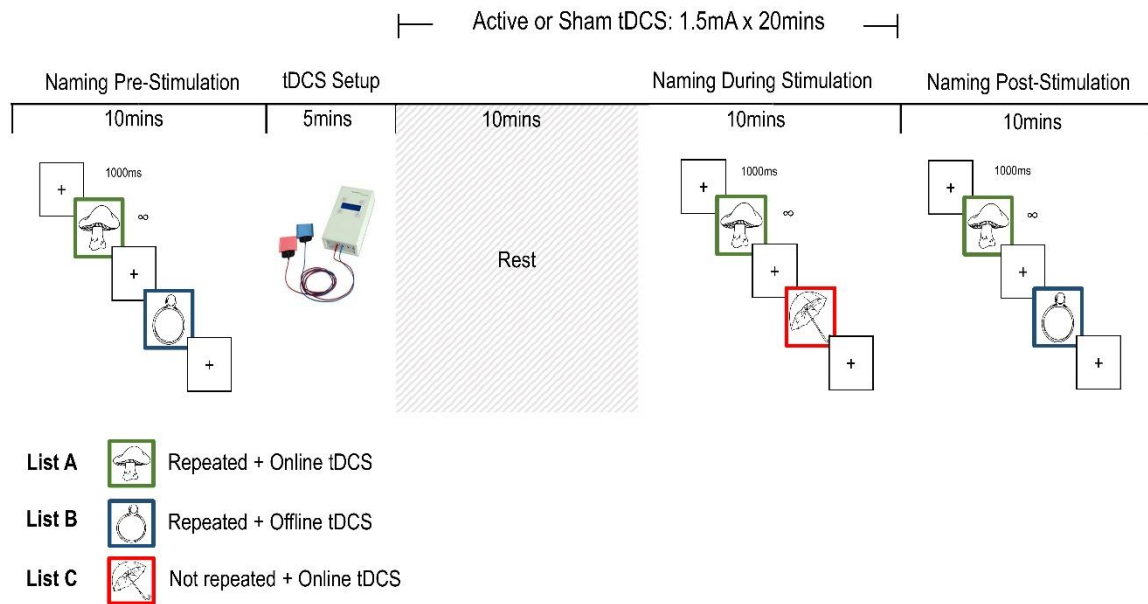 Active or Sham tDCS: 1.5mA x 20mins
Naming Pre-Stimulation
tDCS Setup
Naming During Stimulation
Naming Post-Stimulation
10mins
5mins
10mins
10mins
10mins
1000ms
∞
1000ms
∞
1000ms
∞
Rest
List A Repeated + Online tDCS
List B Repeated + Offline tDCS
List C Not repeated + Online tDCS